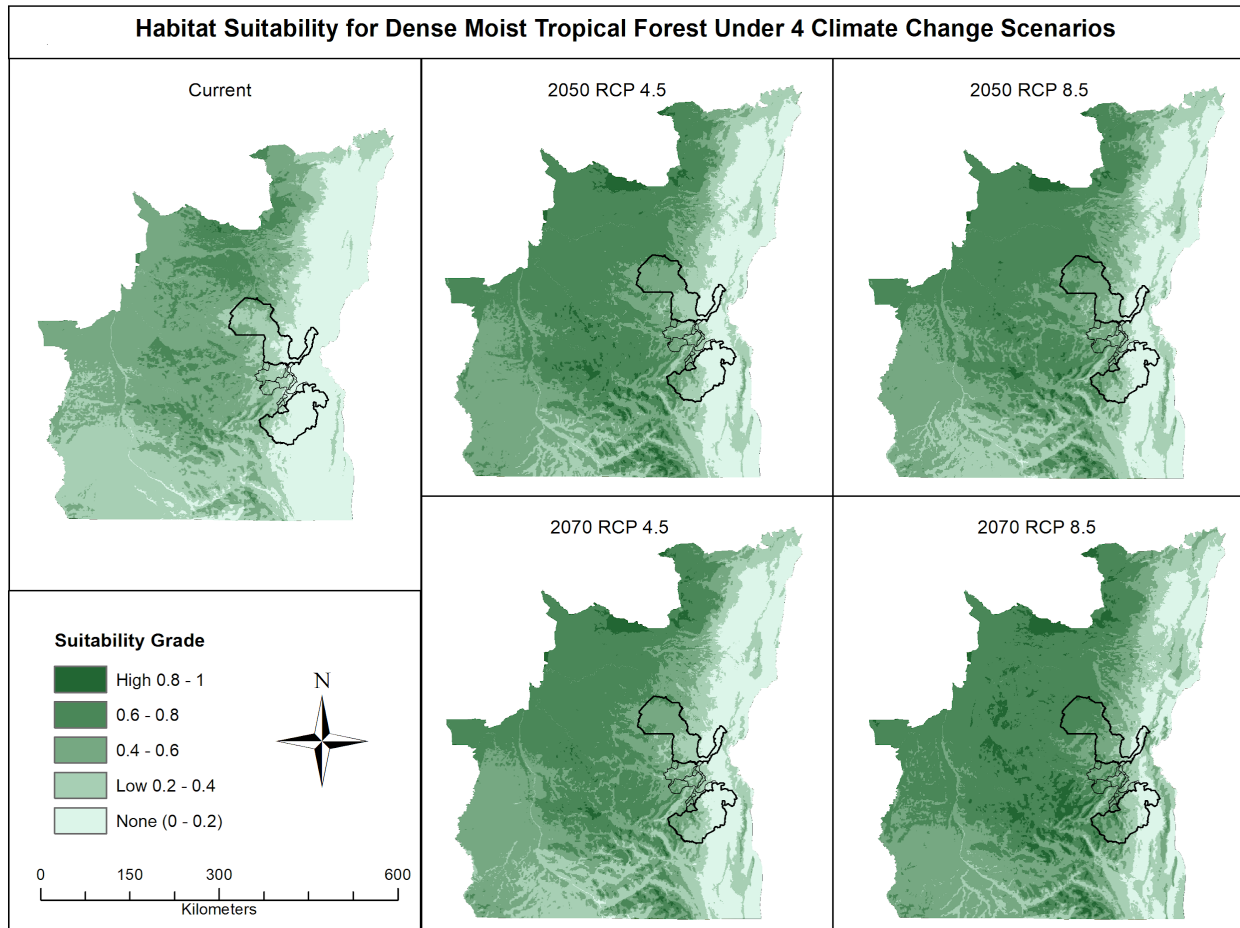 Habitat Suitability for Dense Moist Tropical Forest Under 4 Climate Change Scenarios
Current
2050 RCP 4.5
2050 RCP 8.5
2070 RCP 4.5
2070 RCP 8.5
Suitability Grade
High 0.8 - 1
0.6 - 0.8
0.4 - 0.6
Low 0.2 - 0.4
None (0 - 0.2)
N
0 150 300 600
Kilometers